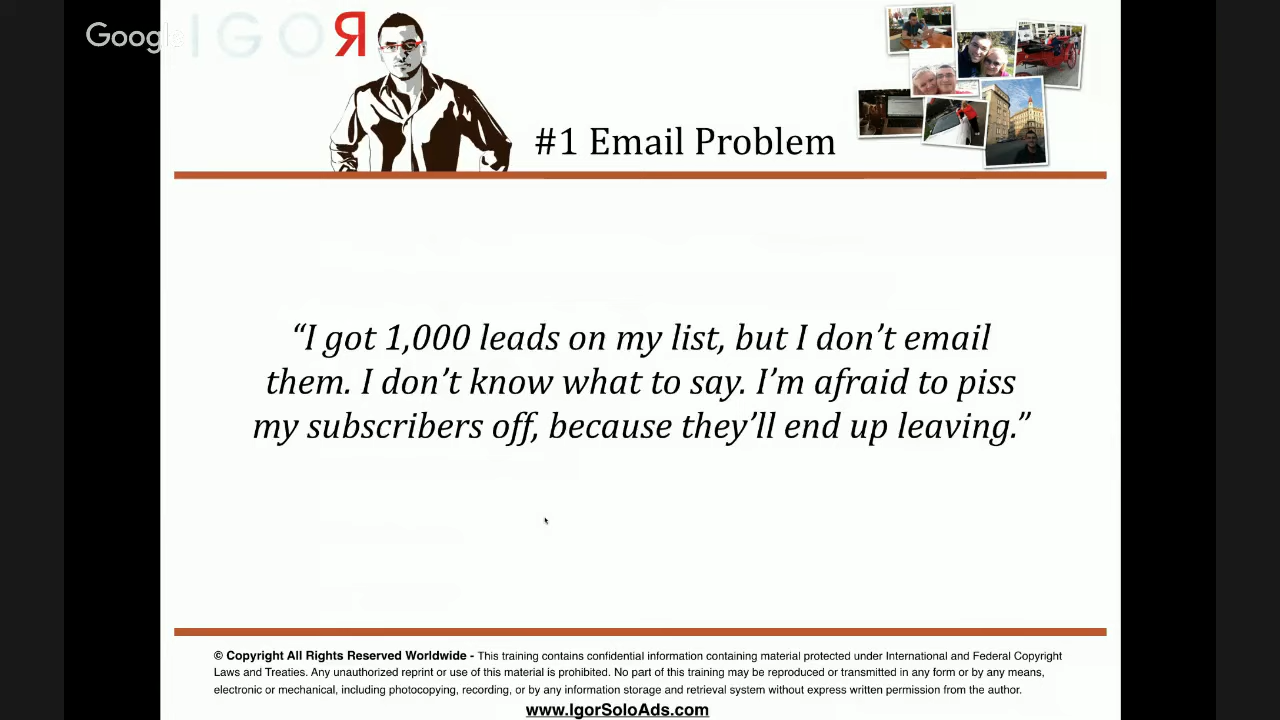 Google
IGOЯ
#1 Email Problem
“I got 1,000 leads on my list, but I don’t email
them. I don’t know what to say. I’m afraid to piss
my subscribers off, because they’ll end up leaving.”
© Copyright All Rights Reserved Worldwide - This training contains confidential information containing material protected under International and Federal Copyright
Laws and Treaties. Any unauthorized reprint or use of this material is prohibited. No part of this training may be reproduced or transmitted in any form or by any means,
electronic or mechanical, including photocopying, recording, or by any information storage and retrieval system without express written permission from the author.
www.IgorSoloAds.com